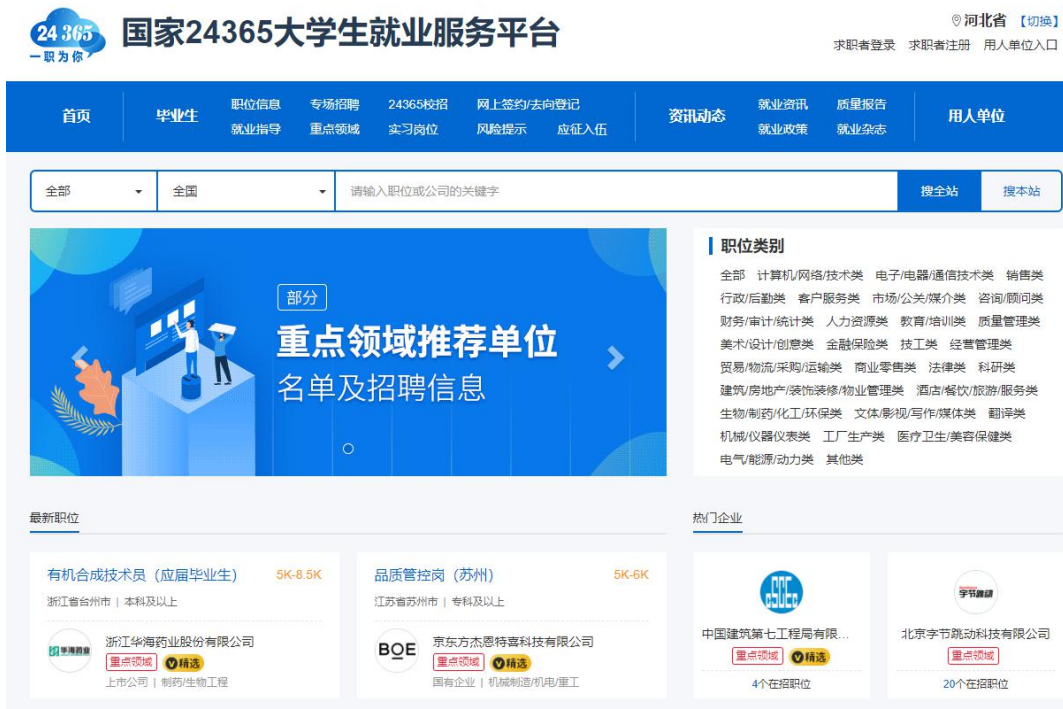 24 365
一职为你
国家24365大学生就业服务平台
河北省 【切换】
求职者登录 求职者注册 用人单位入口
首页
毕业生
职位信息 专场招聘 24365校招 网上签约/去向登记
就业指导 重点领域 实习岗位 风险提示 应征入伍
资讯动态
就业资讯 质量报告
就业政策 就业杂志
用人单位
全部 全国 请输入职位或公司的关键字 搜全站 搜本站
部分
重点领域推荐单位
名单及招聘信息
职位类别
全部 计算机/网络/技术类 电子/电器/通信技术类 销售类
行政/后勤类 客户服务类 市场/公关/媒介类 咨询/顾问类
财务/审计/统计类 人力资源类 教育/培训类 质量管理类
美术/设计/创意类 金融保险类 技工类 经营管理类
贸易/物流/采购/运输类 商业零售类 法律类 科研类
建筑/房地产/装饰装修/物业管理类 酒店/餐饮/旅游/服务类
生物/制药/化工/环保类 文体/影视/写作/媒体类 翻译类
机械/仪器仪表类 工厂生产类 医疗卫生/美容保健类
电气/能源/动力类 其他类
最新职位
有机合成技术员（应届毕业生） 5K-8.5K
浙江省台州市 | 本科及以上
华海药业
浙江华海药业股份有限公司
重点领域 精选
上市公司 | 制药/生物工程
品质管控岗（苏州） 5K-6K
江苏省苏州市 | 专科及以上
BOE
京东方杰恩特喜科技有限公司
重点领域 精选
国有企业 | 机械制造/机电/重工
热门企业
CSCEC
中国建筑第七工程局有限...
重点领域 精选
4个在招职位
字节跳动
北京字节跳动科技有限公司
重点领域
20个在招职位